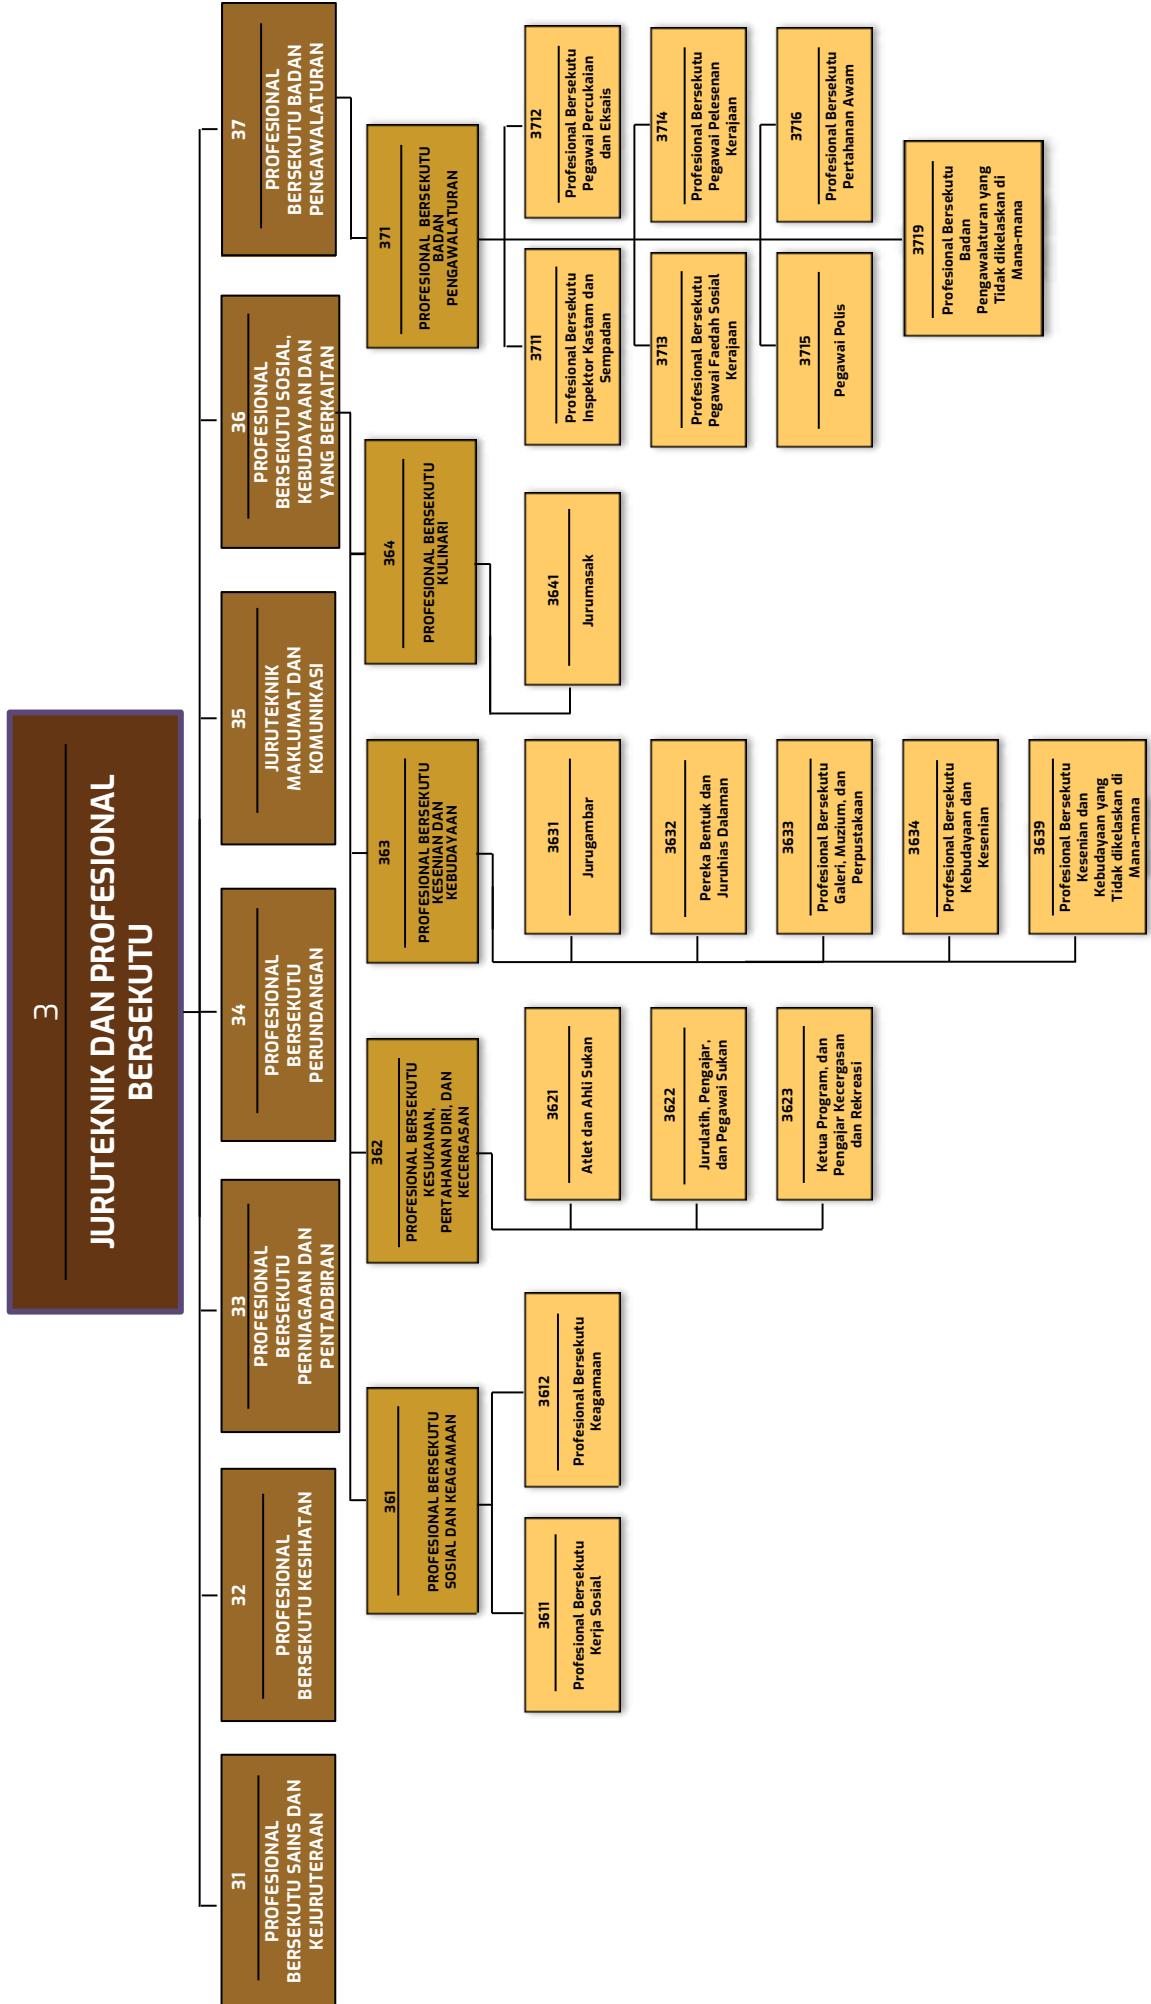 3
JURUTEKNIK DAN PROFESIONAL
BERSEKUTU
31
PROFESIONAL
BERSEKUTU SAINS DAN
KEJURUTERAAN
32
PROFESIONAL
BERSEKUTU KESIHATAN
33
PROFESIONAL
BERSEKUTU
PERNIAGAAN DAN
PENTADBIRAN
34
PROFESIONAL
BERSEKUTU
PERUNDANGAN
35
JURUTEKNIK
MAKLUMAT DAN
KOMUNIKASI
36
PROFESIONAL
BERSEKUTU SOSIAL,
KEBUDAYAAN DAN
YANG BERKAITAN
37
PROFESIONAL
BERSEKUTU BADAN
PENGAWALATURAN
361
PROFESIONAL BERSEKUTU
SOSIAL DAN KEAGAMAAN
362
PROFESIONAL BERSEKUTU
KESUKANAN,
PERTAHANAN DIRI, DAN
KECERGASAN
363
PROFESIONAL BERSEKUTU
KESENIAN DAN
KEBUDAYAAN
364
PROFESIONAL BERSEKUTU
KULINARI
371
PROFESIONAL BERSEKUTU
BADAN
PENGAWALATURAN
3611
Profesional Bersekutu
Kerja Sosial
3612
Profesional Bersekutu
Keagamaan
3621
Atlet dan Ahli Sukan
3622
Jurulatih, Pengajar,
dan Pegawai Sukan
3623
Ketua Program, dan
Pengajar Kecergasan
dan Rekreasi
3631
Jurugambar
3632
Pereka Bentuk dan
Juruhias Dalaman
3633
Profesional Bersekutu
Galeri, Muzium, dan
Perpustakaan
3634
Profesional Bersekutu
Kebudayaan dan
Kesenian
3639
Profesional Bersekutu
Kesenian dan
Kebudayaan yang
Tidak dikelaskan di
Mana-mana
3641
Jurumasak
3711
Profesional Bersekutu
Inspektor Kastam dan
Sempadan
3712
Profesional Bersekutu
Pegawai Percukaian
dan Eksais
3713
Profesional Bersekutu
Pegawai Faedah Sosial
Kerajaan
3714
Profesional Bersekutu
Pegawai Pelesenan
Kerajaan
3715
Pegawai Polis
3716
Profesional Bersekutu
Pertahanan Awam
3719
Profesional Bersekutu
Badan
Pengawalaturan yang
Tidak dikelaskan di
Mana-mana